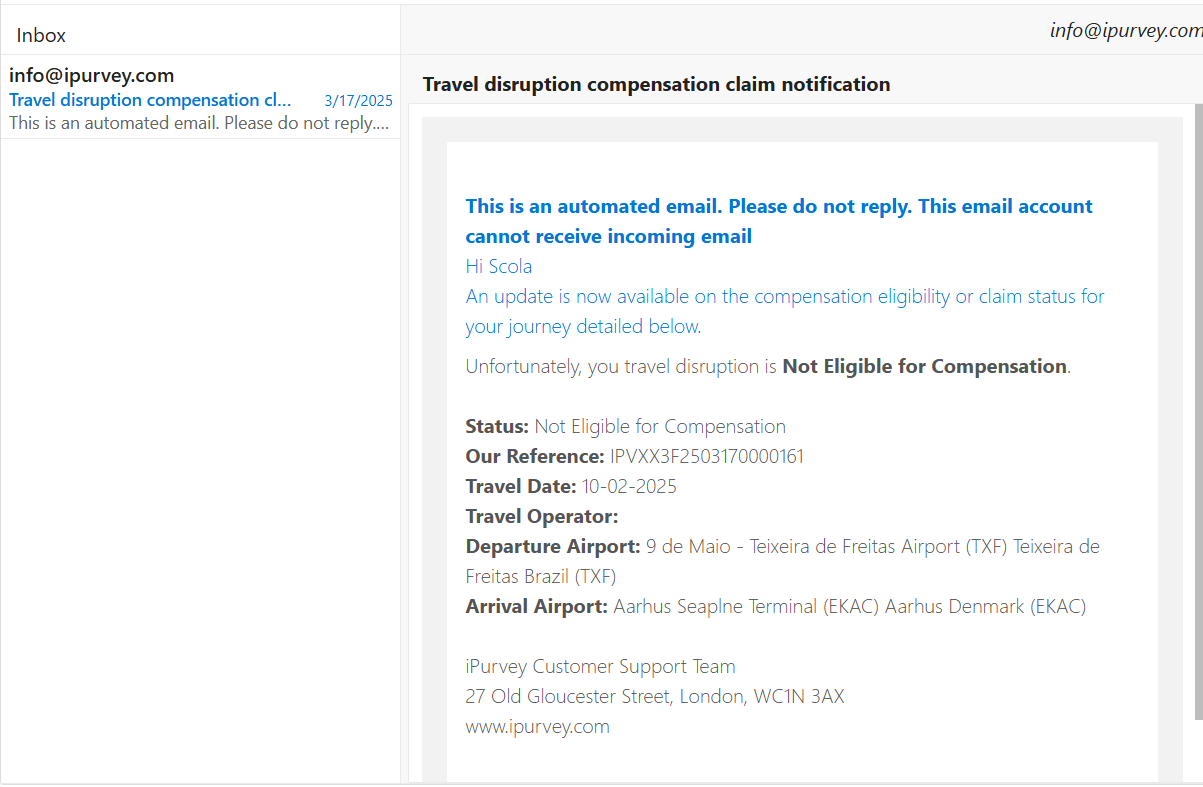 Inbox
info@ipurvey.com
Travel disruption compensation cl... 3/17/2025
This is an automated email. Please do not reply....
info@ipurvey.com
Travel disruption compensation claim notification
This is an automated email. Please do not reply. This email account
cannot receive incoming email
Hi Scola
An update is now available on the compensation eligibility or claim status for
your journey detailed below.
Unfortunately, you travel disruption is Not Eligible for Compensation.
Status: Not Eligible for Compensation
Our Reference: IPVXX3F2503170000161
Travel Date: 10-02-2025
Travel Operator:
Departure Airport: 9 de Maio - Teixeira de Freitas Airport (TXF) Teixeira de
Freitas Brazil (TXF)
Arrival Airport: Aarhus Seaplne Terminal (EKAC) Aarhus Denmark (EKAC)
iPurvey Customer Support Team
27 Old Gloucester Street, London, WC1N 3AX
www.ipurvey.com